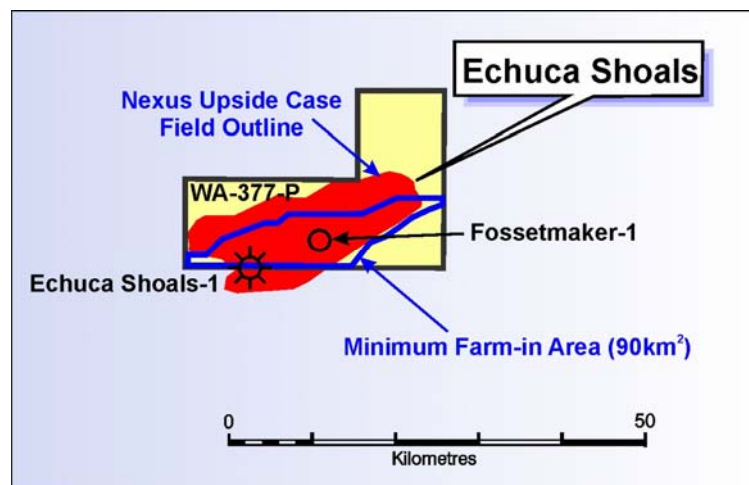 Echuca Shoals
Nexus Upside Case
Field Outline
WA-377-P
Fossetmaker-1
Echuca Shoals-1
Minimum Farm-in Area (90km²)
0 50
Kilometres